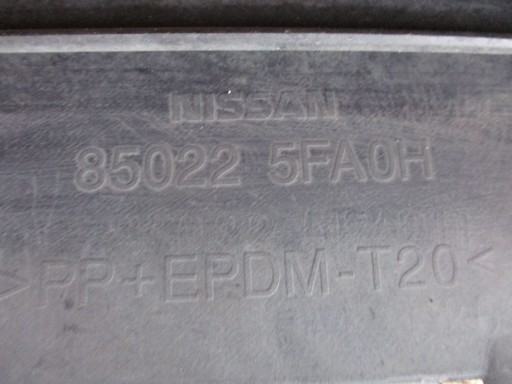 NISSAN
85022 5FA0H
>PP+EPDM-T20<